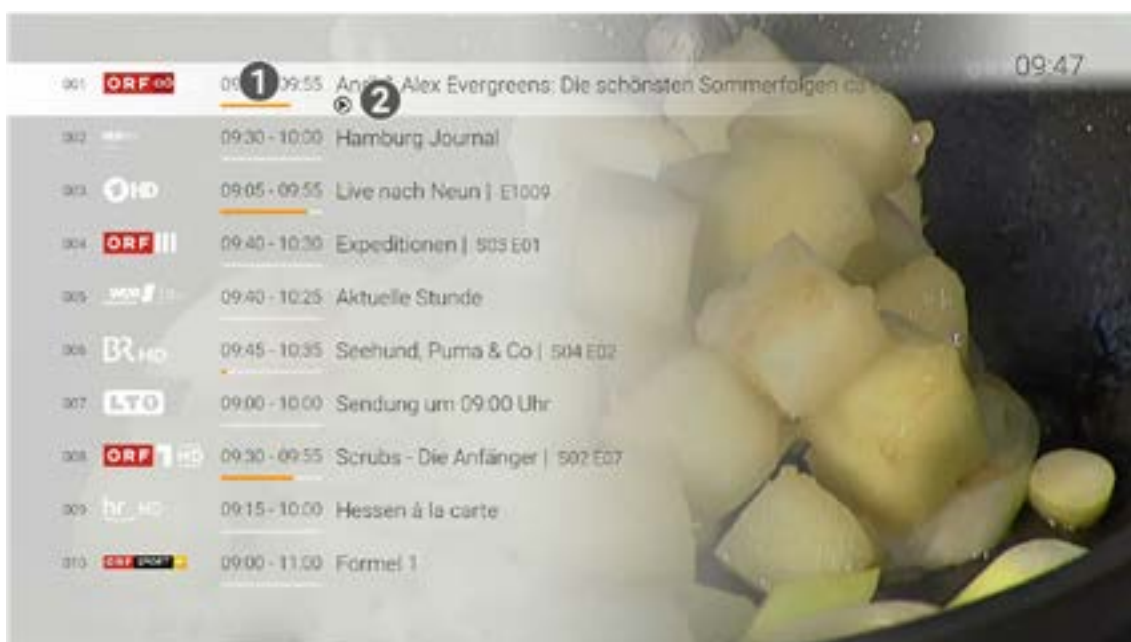 09:47
001 ORF OÖ 09: 09:55 Alex Evergreens: Die schönsten Sommerfolgen
1
2
002 09:30 - 10:00 Hamburg Journal
003 1 HD 09:05 - 09:55 Live nach Neun | E1009
004 ORF III 09:40 - 10:30 Expeditionen | S03 E01
005 WDR 09:40 - 10:25 Aktuelle Stunde
006 BR HD 09:45 - 10:35 Seehund, Puma & Co | S04 E02
007 LT0 09:00 - 10:00 Sendung um 09:00 Uhr
008 ORF 1 HD 09:30 - 09:55 Scrubs - Die Anfänger | S02 E07
009 hr HD 09:15 - 10:00 Hessen à la carte
010 ORF SPORT + 09:00 - 11:00 Formel 1